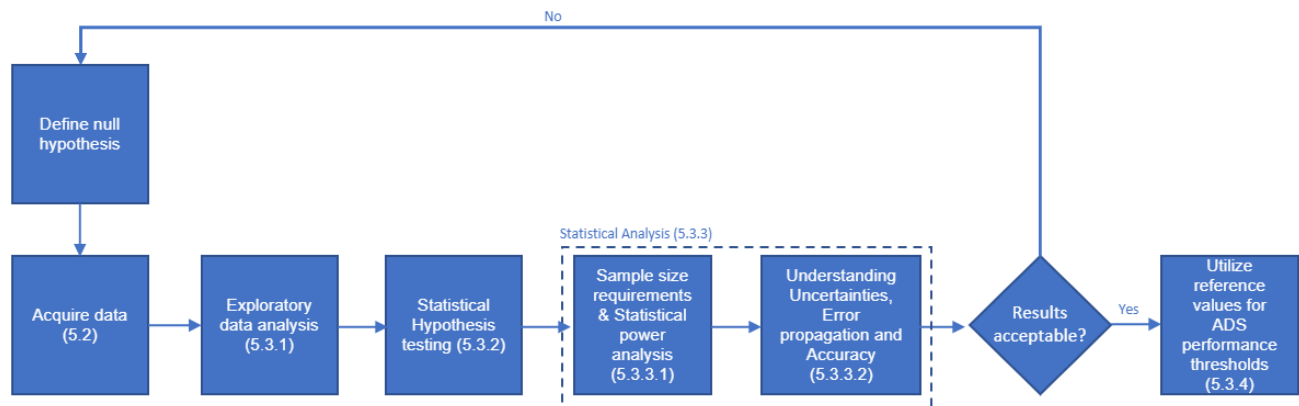 No
Define null
hypothesis
Statistical Analysis (5.3.3)
Acquire data
(5.2)
Exploratory
data analysis
(5.3.1)
Statistical
Hypothesis
testing (5.3.2)
Sample size
requirements
& Statistical
power
analysis
(5.3.3.1)
Understanding
Uncertainties,
Error
propagation and
Accuracy
(5.3.3.2)
Results
acceptable?
Yes
Utilize
reference
values for
ADS
performance
thresholds
(5.3.4)